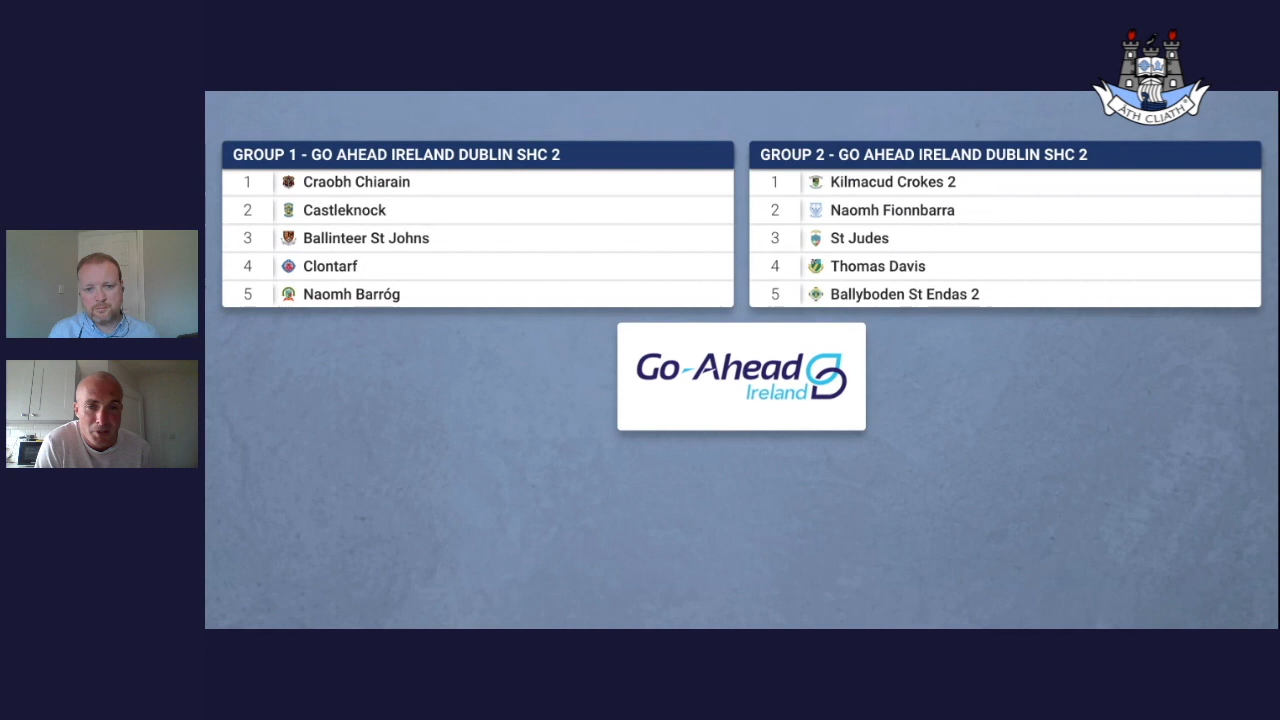 ÁTH CLIATH
GROUP 1 - GO AHEAD IRELAND DUBLIN SHC 2
1 Craobh Chiarain
2 Castleknock
3 Ballinteer St Johns
4 Clontarf
5 Naomh Barróg
GROUP 2 - GO AHEAD IRELAND DUBLIN SHC 2
1 Kilmacud Crokes 2
2 Naomh Fionnbarra
3 St Judes
4 Thomas Davis
5 Ballyboden St Endas 2
Go-Ahead
Ireland